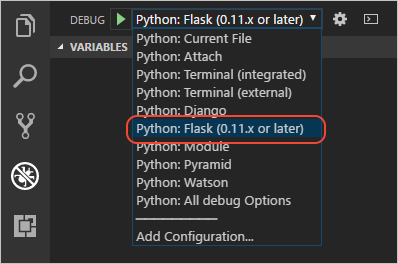 DEBUG Python: Flask (0.11.x or later)
VARIABLES
Python: Current File
Python: Attach
Python: Terminal (integrated)
Python: Terminal (external)
Python: Django
Python: Flask (0.11.x or later)
Python: Module
Python: Pyramid
Python: Watson
Python: All debug Options
Add Configuration...